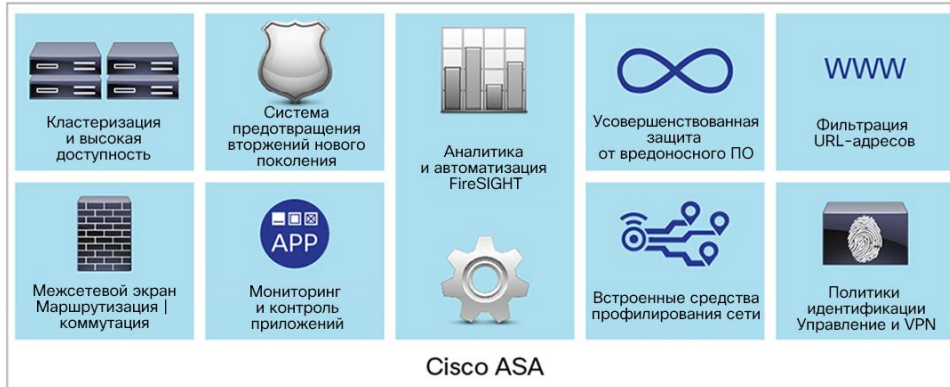 Кластеризация
и высокая
доступность
Система
предотвращения
вторжений нового
поколения
Аналитика
и автоматизация
FireSIGHT
Усовершенствованная
защита
от вредоносного ПО
WWW
Фильтрация
URL-адресов
Межсетевой экран
Маршрутизация |
коммутация
APP
Мониторинг
и контроль
приложений
Встроенные средства
профилирования сети
Политики
идентификации
Управление и VPN
Cisco ASA